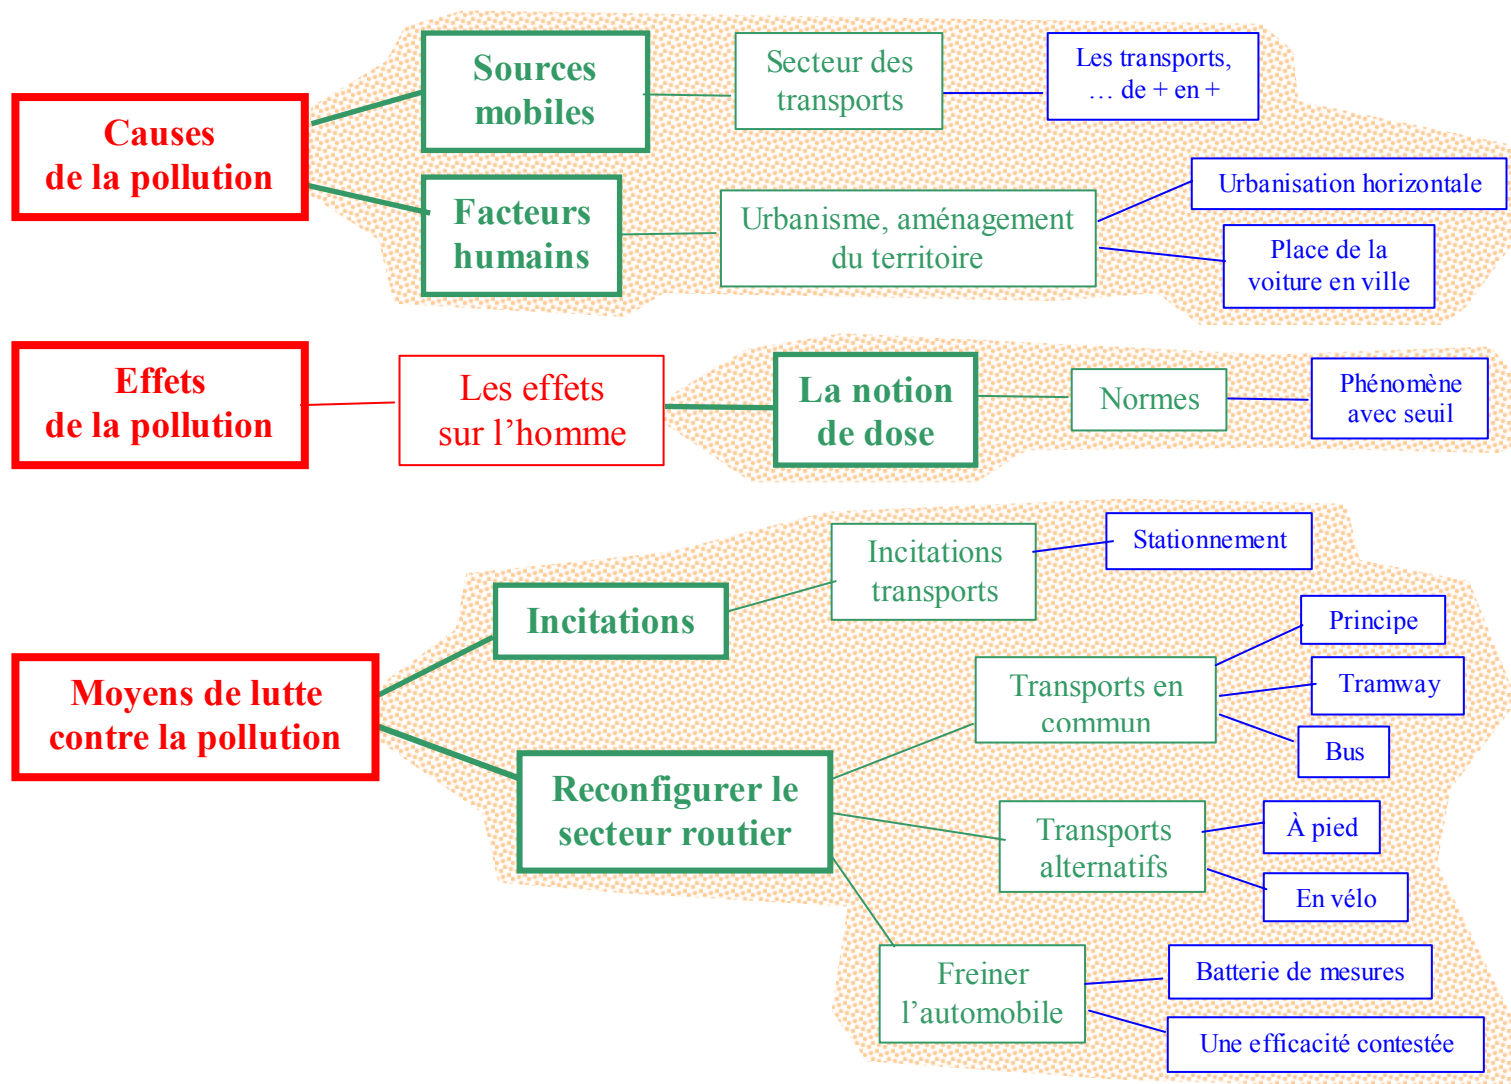 Causes
de la pollution
Sources
mobiles
Secteur des
transports
Les transports,
… de + en +
Facteurs
humains
Urbanisme, aménagement
du territoire
Urbanisation horizontale
Place de la
voiture en ville
Effets
de la pollution
Les effets
sur l’homme
La notion
de dose
Normes
Phénomène
avec seuil
Moyens de lutte
contre la pollution
Incitations
Incitations
transports
Stationnement
Reconfigurer le
secteur routier
Transports en
commun
Principe
Tramway
Bus
Transports
alternatifs
À pied
En vélo
Freiner
l’automobile
Batterie de mesures
Une efficacité contestée